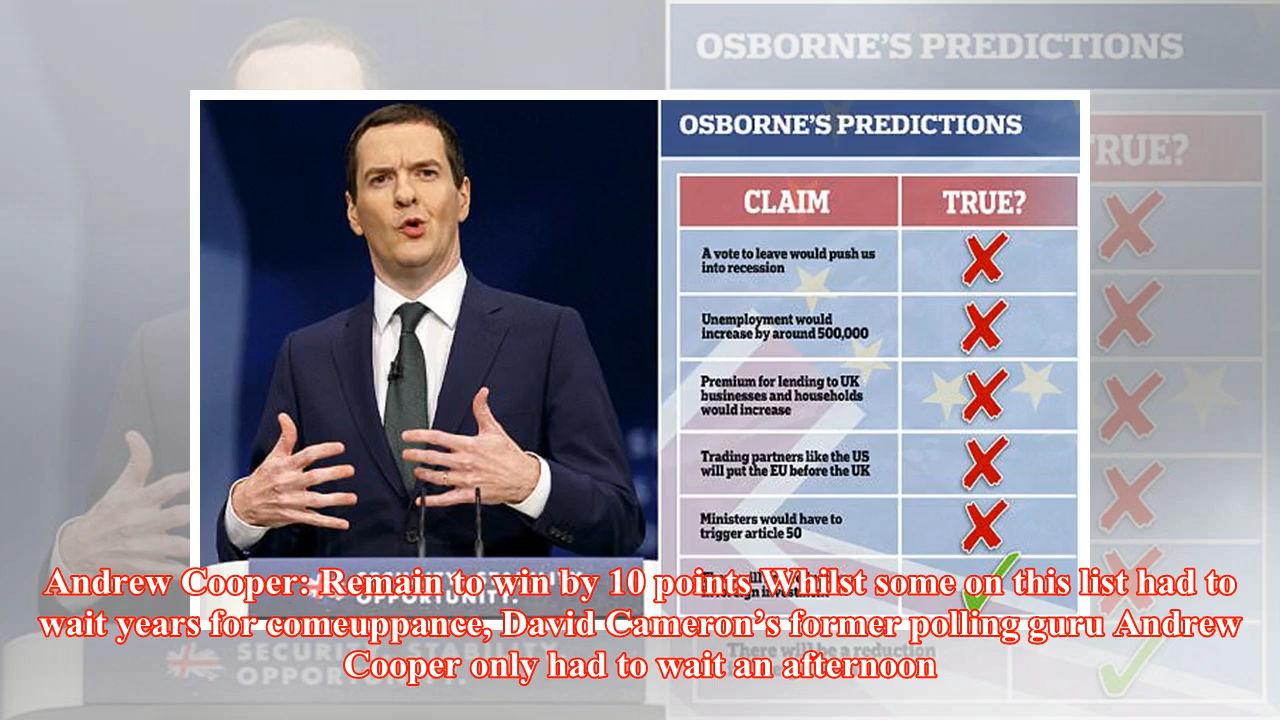 OSBORNE'S PREDICTIONS
OSBORNE'S PREDICTIONS
CLAIM
TRUE?
RUE?
A vote to leave would push us
into recession
Unemployment would
increase by around 500,000
Premium for lending to UK
businesses and households
would increase
Trading partners like the US
will put the EU before the UK
Ministers would have to
trigger article 50
OPPORTUNITY.
Andrew Cooper: Remain to win by 10 points Whilst some on this list had to
wait years for comeuppance, David Cameron's former polling guru Andrew
Cooper only had to wait an afternoon
There will be a reduction
OPPORTUNITY.